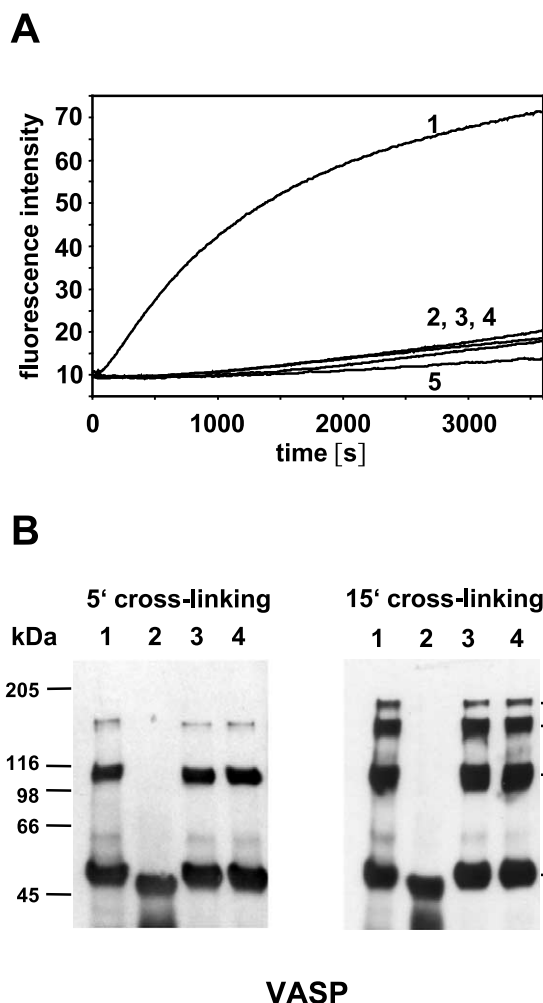 A
fluorescence intensity
70
60
50
40
30
20
10
1
2, 3, 4
5
0 1000 2000 3000
time [s]
B
5‘ cross-linking 15‘ cross-linking
kDa 1 2 3 4 1 2 3 4
205
116
98
66
45
VASP